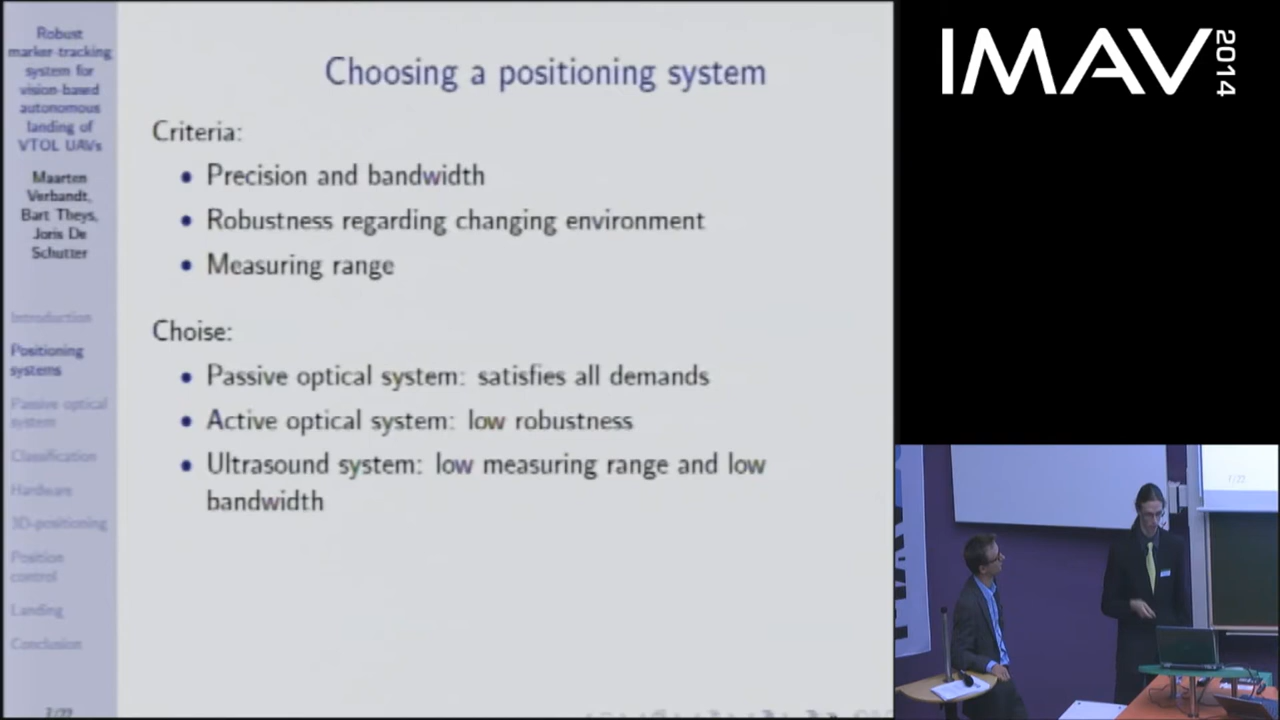 Robust
marker-tracking
system for
vision-based
autonomous
landing of
VTOL UAVs
Maarten
Verbandt,
Bart Theys,
Joris De
Schutter
Introduction
Positioning
systems
Passive optical
system
Classification
Hardware
3D-positioning
Position
control
Landing
Conclusion
7/22
Choosing a positioning system
Criteria:
• Precision and bandwidth
• Robustness regarding changing environment
• Measuring range
Choise:
• Passive optical system: satisfies all demands
• Active optical system: low robustness
• Ultrasound system: low measuring range and low
bandwidth
IMAV 2014
7/22